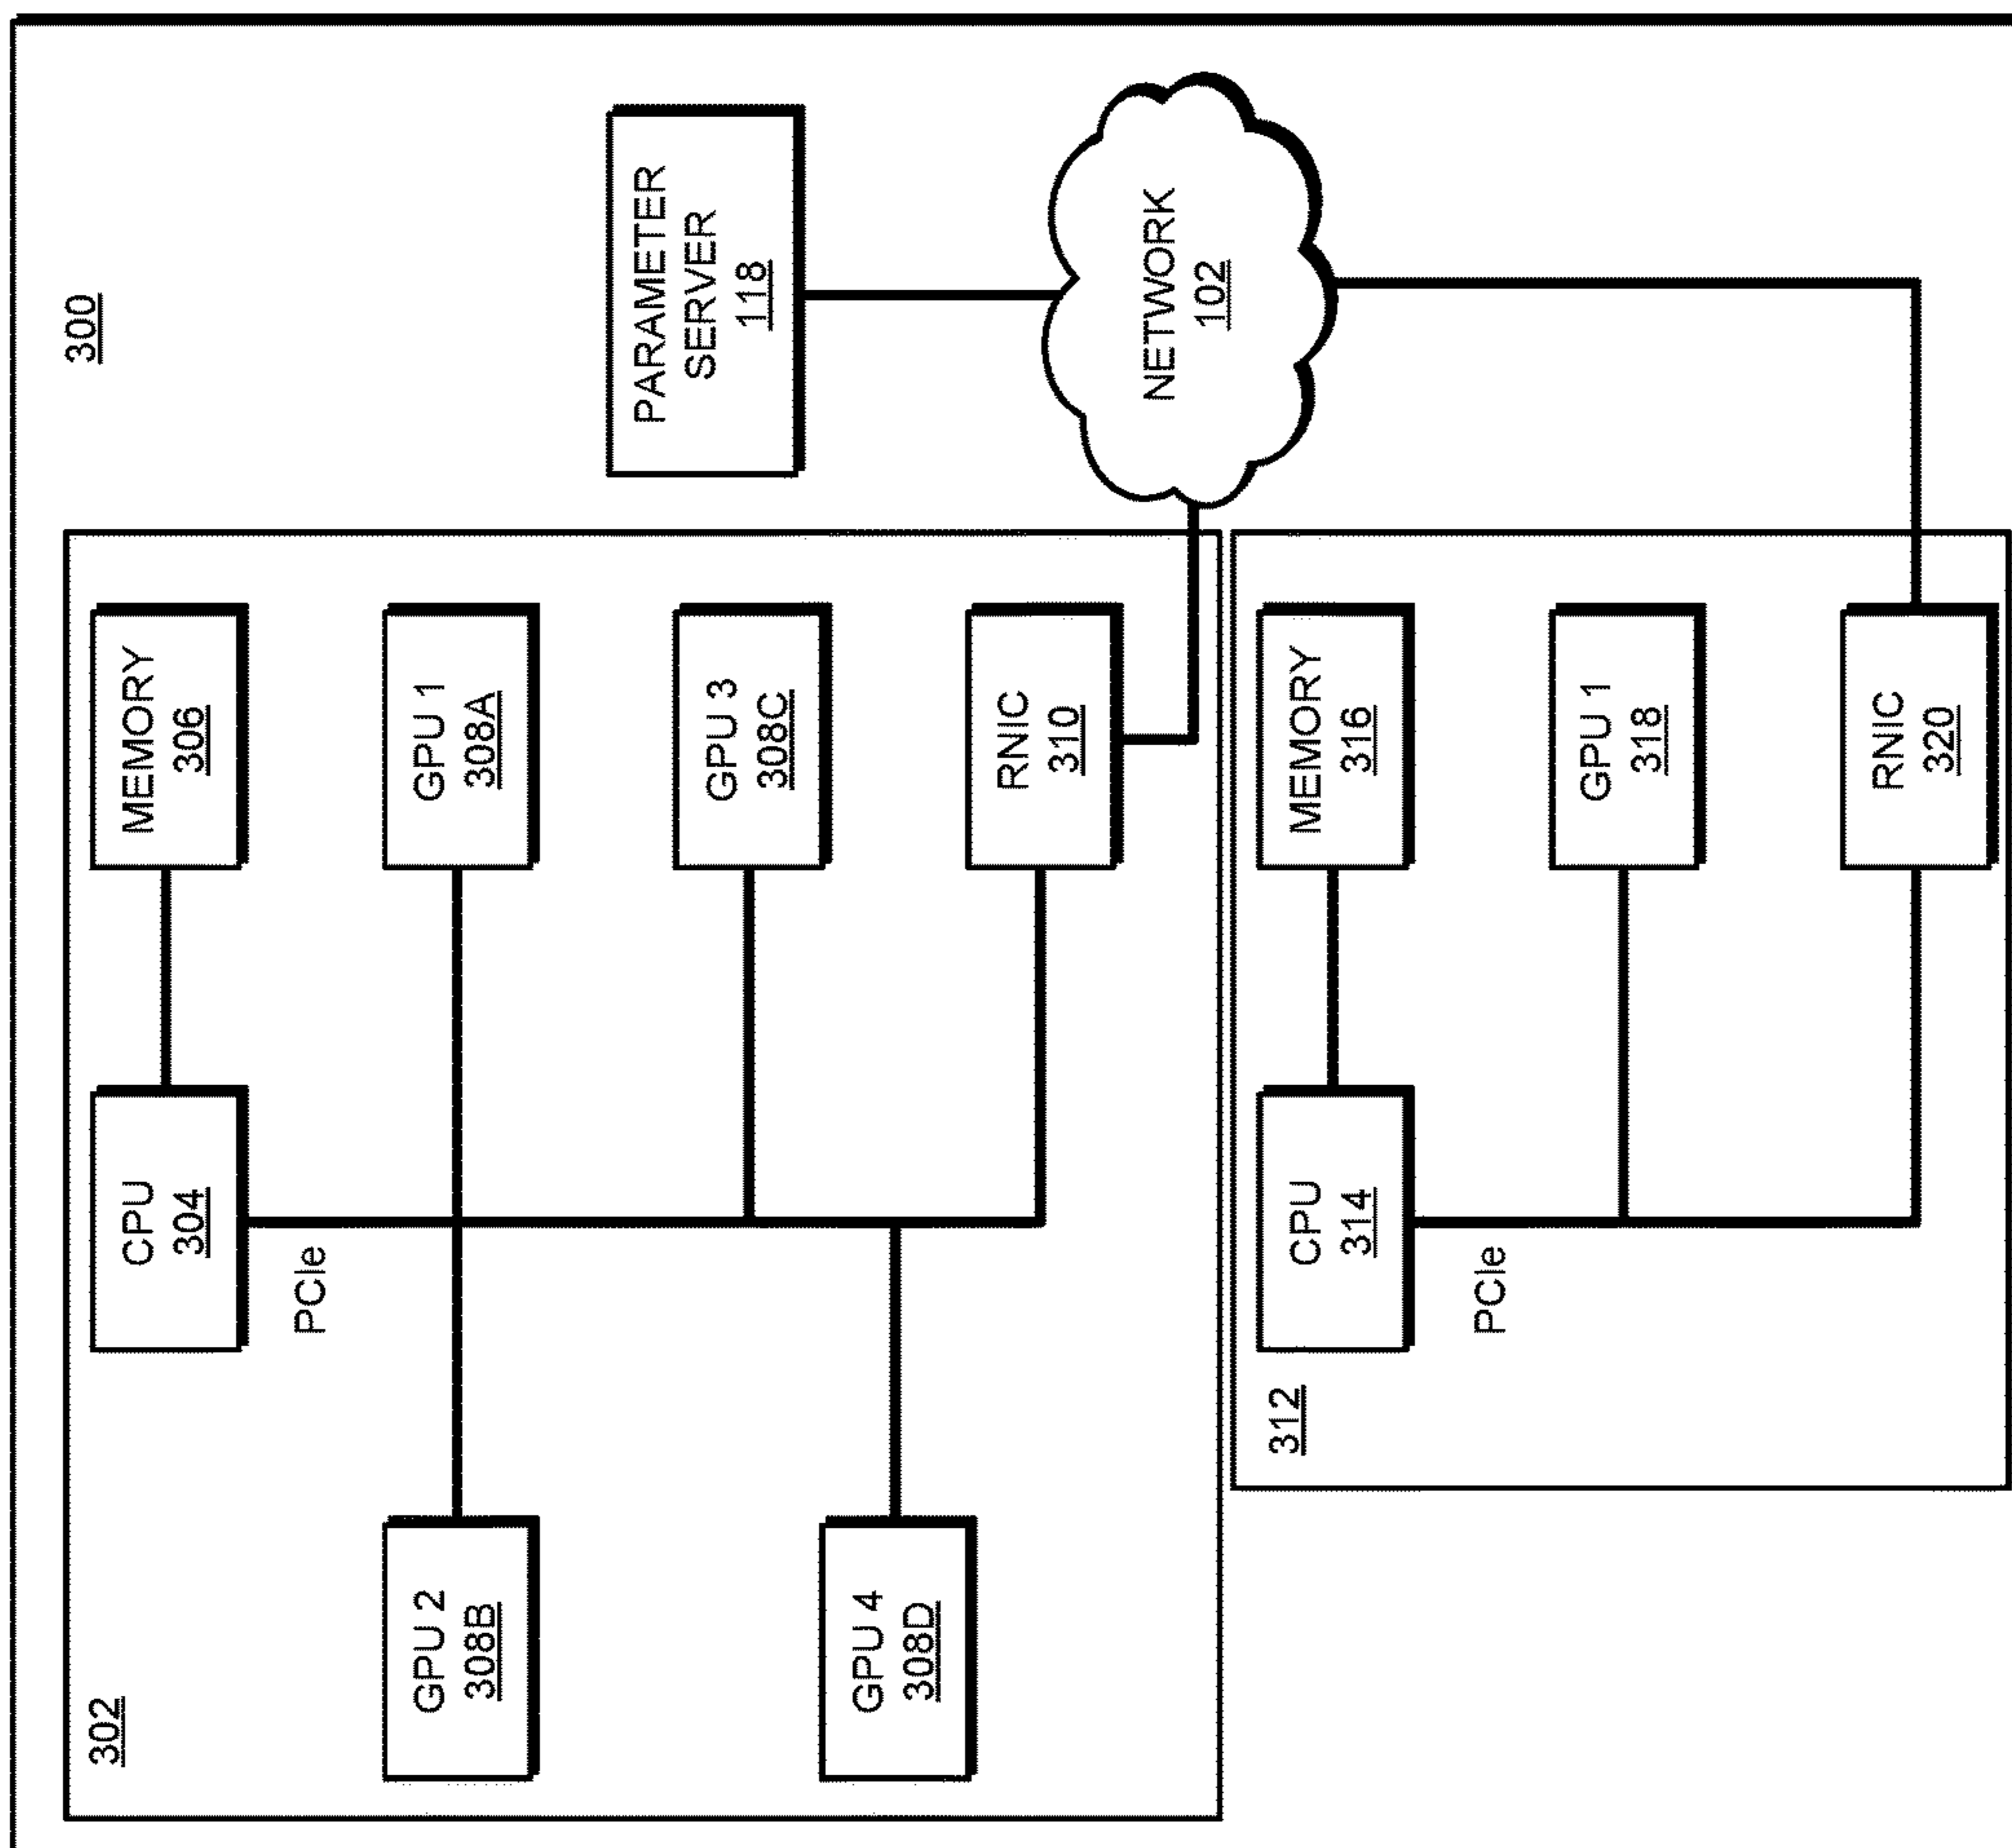 300
302
CPU
304
MEMORY
306
PCIe
GPU 2
308B
GPU 1
308A
GPU 3
308C
GPU 4
308D
RNIC
310
PARAMETER
SERVER
118
NETWORK
102
312
CPU
314
MEMORY
316
PCIe
GPU 1
318
RNIC
320